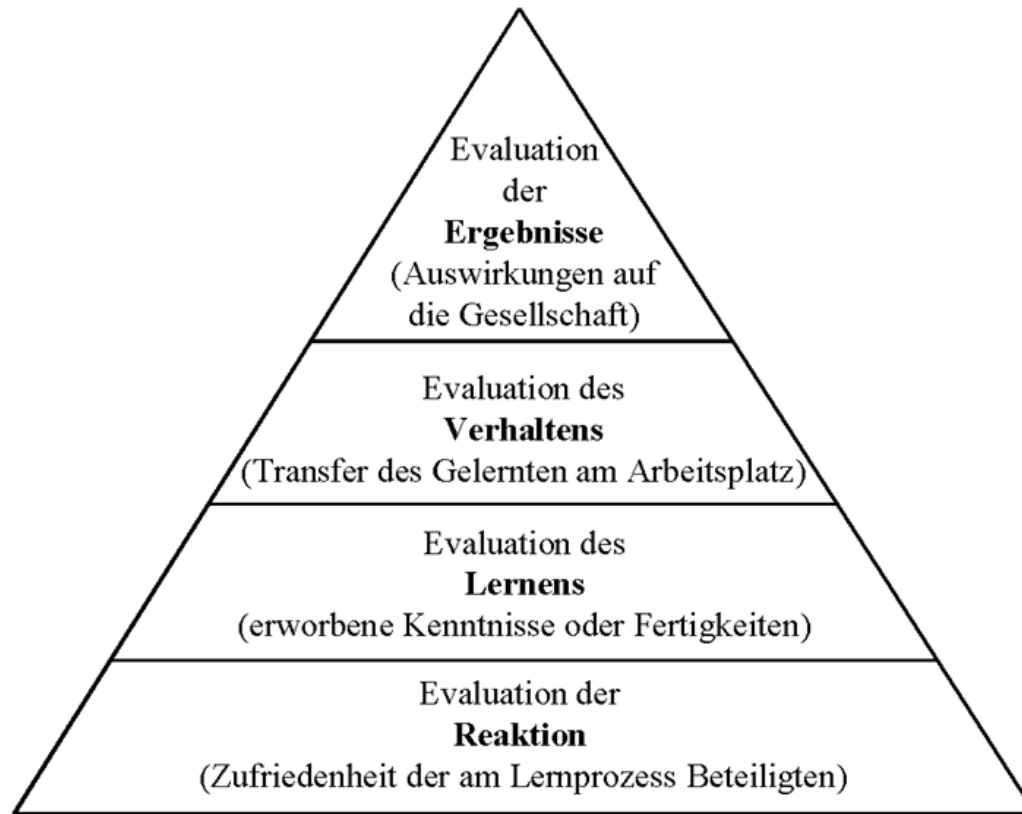 Evaluation
der
Ergebnisse
(Auswirkungen auf
die Gesellschaft)
Evaluation des
Verhaltens
(Transfer des Gelernten am Arbeitsplatz)
Evaluation des
Lernens
(erworbene Kenntnisse oder Fertigkeiten)
Evaluation der
Reaktion
(Zufriedenheit der am Lernprozess Beteiligten)